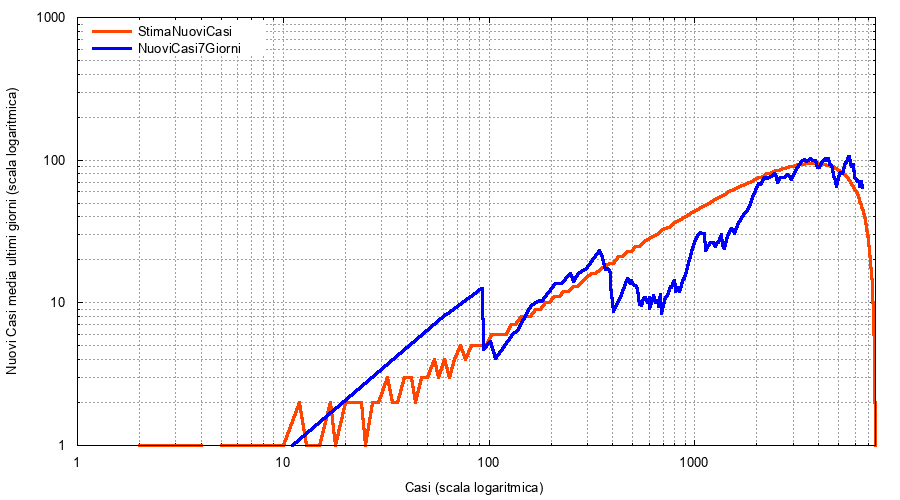 1000
StimaNuoviCasi
NuoviCasi7Giorni
100
10
1
Nuovi Casi media ultimi giorni (scala logaritmica)
1 10 100 1000
Casi (scala logaritmica)